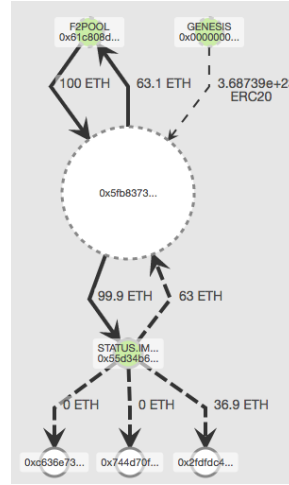 F2POOL
0x61c808d...
GENESIS
0x0000000...
100 ETH
63.1 ETH
3.68739e+2
ERC20
0x5fb8373...
99.9 ETH
63 ETH
STATUS.IM...
0x55d34b6...
0 ETH
0 ETH
36.9 ETH
0xc636e73...
0x744d70f...
0x2fdfdc4...